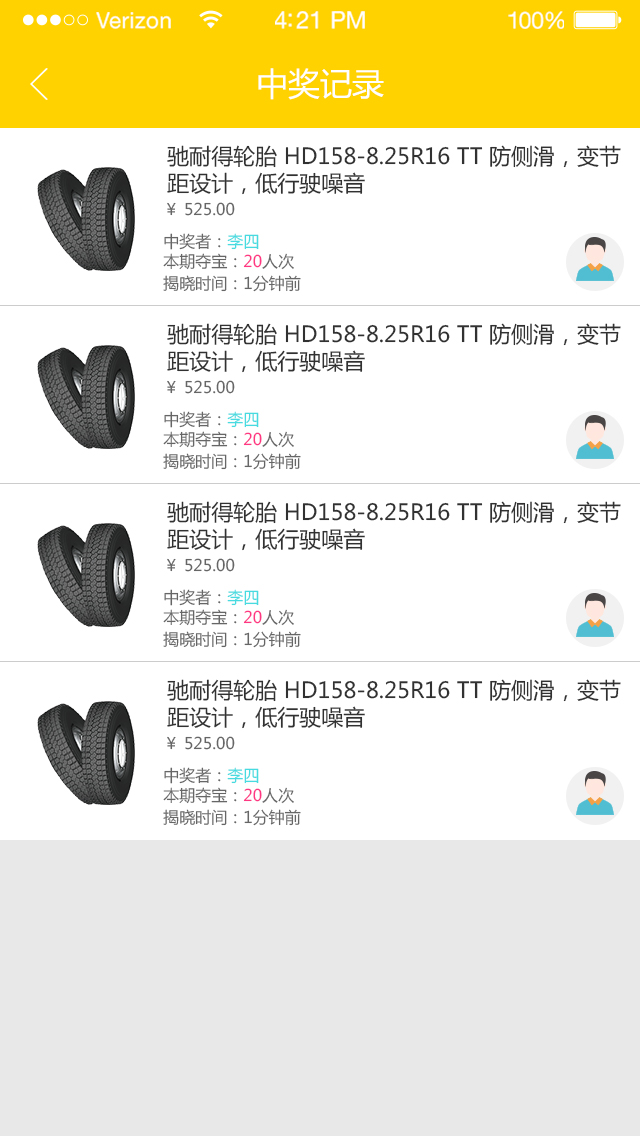 Verizon 4:21 PM 100%
中奖记录
驰耐得轮胎 HD158-8.25R16 TT 防侧滑，变节
距设计，低行驶噪音
¥ 525.00
中奖者：李四
本期夺宝：20人次
揭晓时间：1分钟前
驰耐得轮胎 HD158-8.25R16 TT 防侧滑，变节
距设计，低行驶噪音
¥ 525.00
中奖者：李四
本期夺宝：20人次
揭晓时间：1分钟前
驰耐得轮胎 HD158-8.25R16 TT 防侧滑，变节
距设计，低行驶噪音
¥ 525.00
中奖者：李四
本期夺宝：20人次
揭晓时间：1分钟前
驰耐得轮胎 HD158-8.25R16 TT 防侧滑，变节
距设计，低行驶噪音
¥ 525.00
中奖者：李四
本期夺宝：20人次
揭晓时间：1分钟前